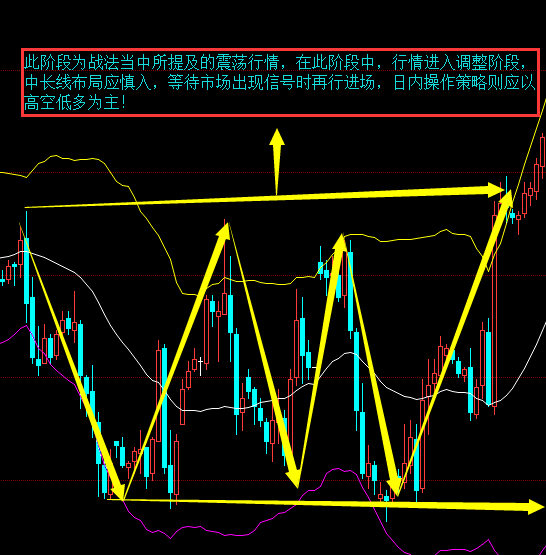 此阶段为战法当中所提及的震荡行情，在此阶段中，行情进入调整阶段，
中长线布局应慎入，等待市场出现信号时再行进场，日内操作策略则应以
高空低多为主！